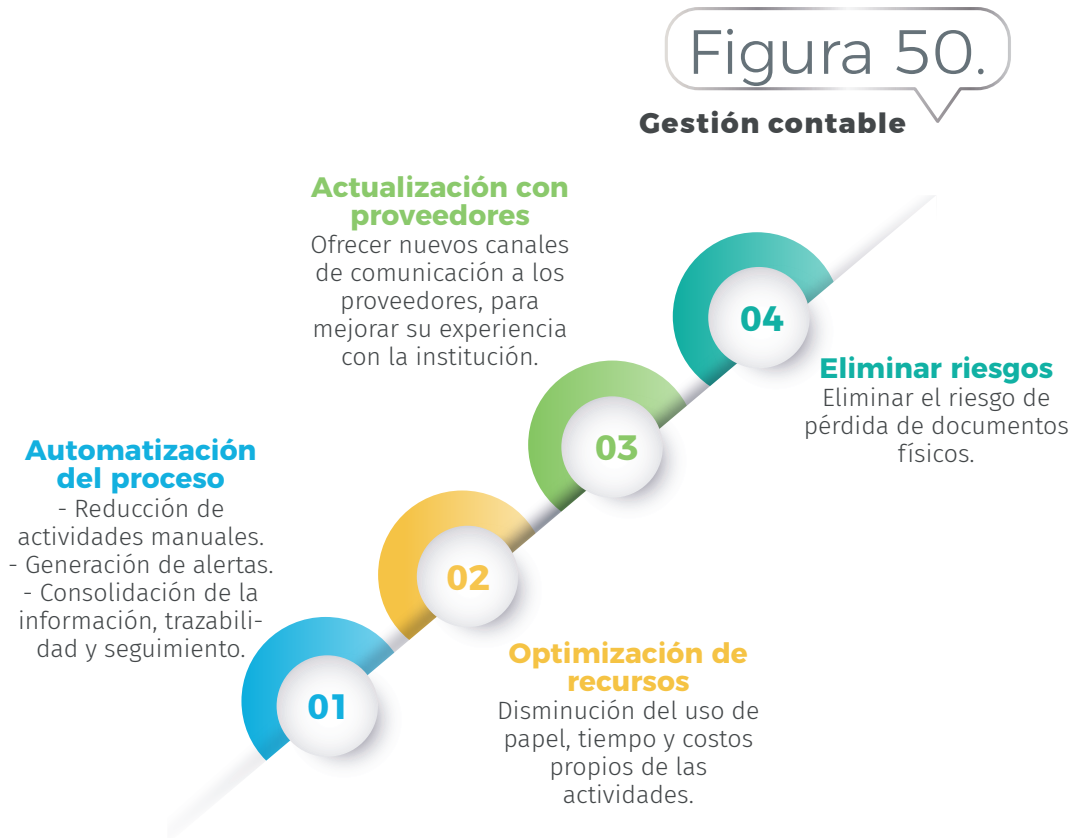 Figura 50.
Gestión contable
Automatización
del proceso
- Reducción de
actividades manuales.
- Generación de alertas.
- Consolidación de la
información, trazabili-
dad y seguimiento.
01
Optimización de
recursos
Disminución del uso de
papel, tiempo y costos
propios de las
actividades.
02
Actualización con
proveedores
Ofrecer nuevos canales
de comunicación a los
proveedores, para
mejorar su experiencia
con la institución.
03
Eliminar riesgos
Eliminar el riesgo de
pérdida de documentos
físicos.
04